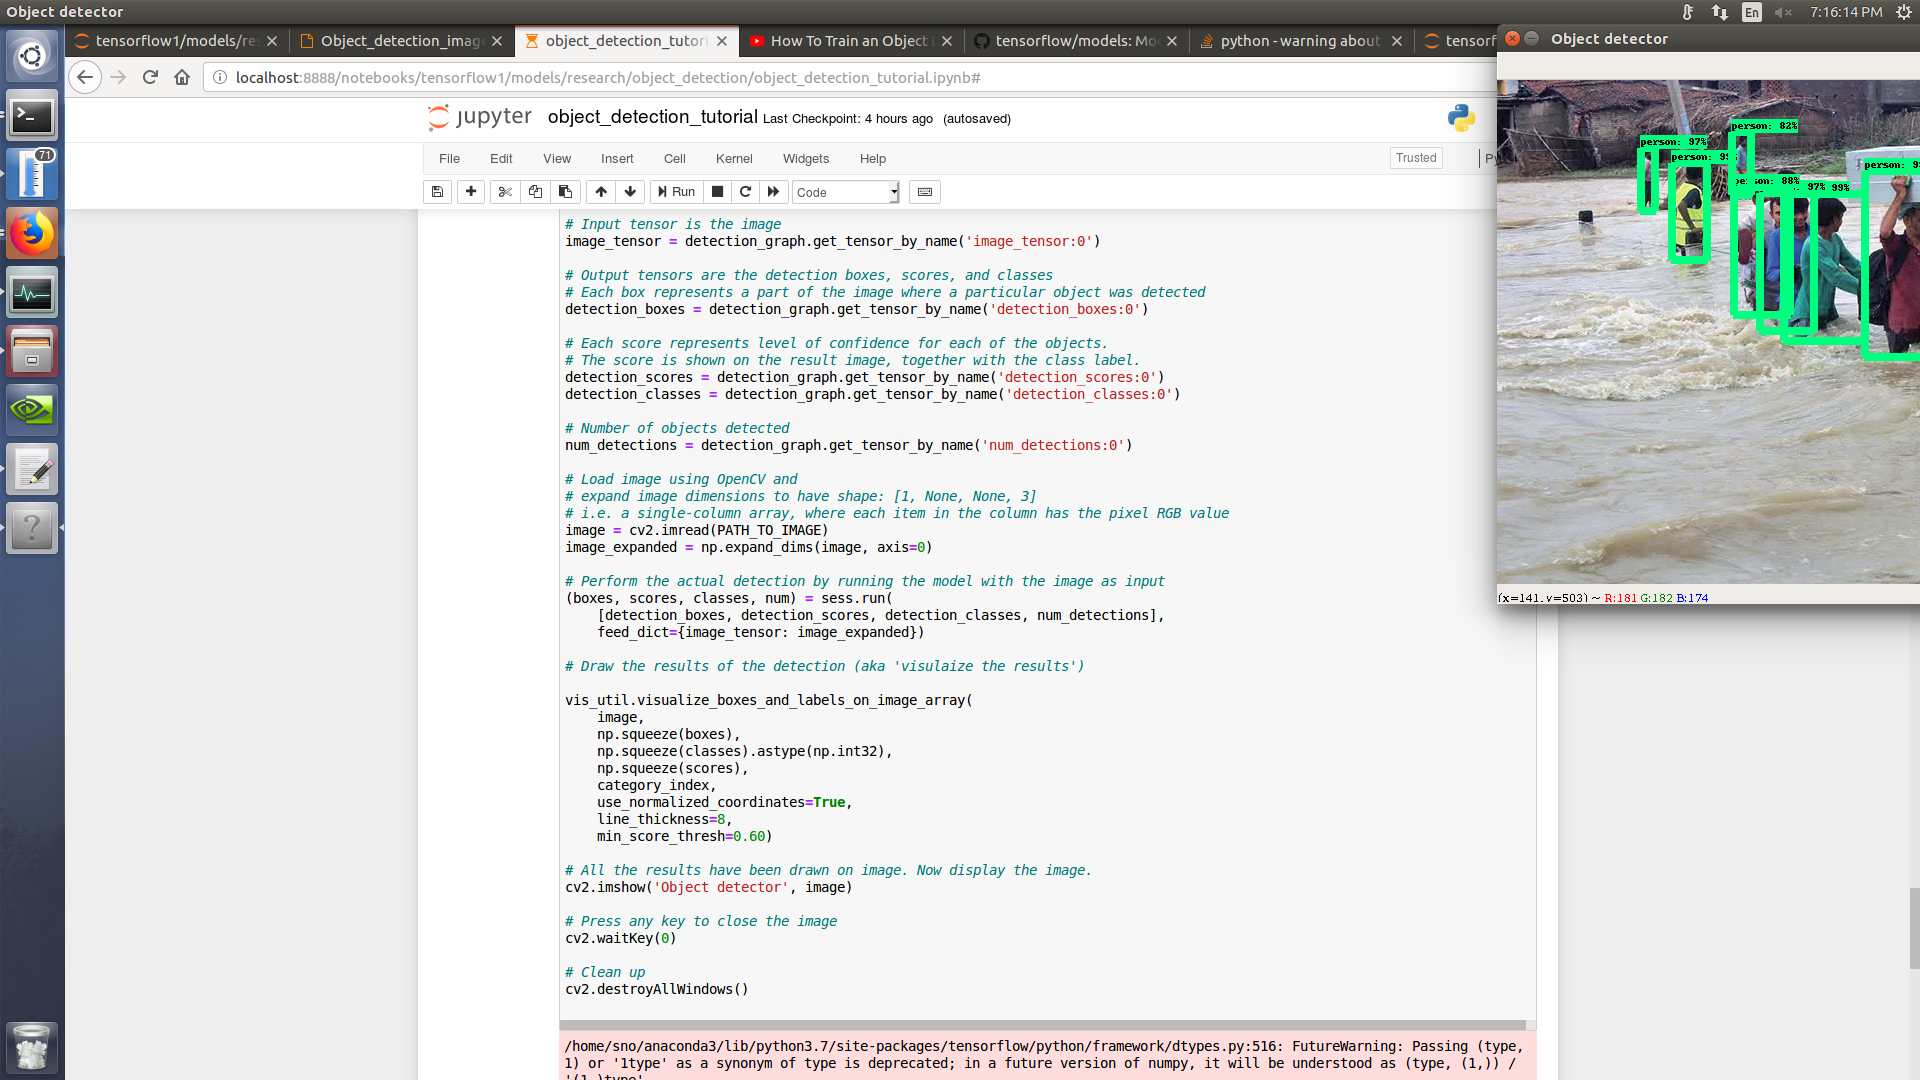 Object detector
En
7:16:14 PM
tensorflow1/models/re
Object_detection_imag
object_detection_tutori
How To Train an Object
tensorflow/models: Mo
python - warning about
tensorf
Object detector
localhost:8888/notebooks/tensorflow1/models/research/object_detection/object_detection_tutorial.ipynb#
jupyter object_detection_tutorial Last Checkpoint: 4 hours ago (autosaved)
File Edit View Insert Cell Kernel Widgets Help
Trusted
Py
Run
Code
71
# Input tensor is the image
image_tensor = detection_graph.get_tensor_by_name('image_tensor:0')
# Output tensors are the detection boxes, scores, and classes
# Each box represents a part of the image where a particular object was detected
detection_boxes = detection_graph.get_tensor_by_name('detection_boxes:0')
# Each score represents level of confidence for each of the objects.
# The score is shown on the result image, together with the class label.
detection_scores = detection_graph.get_tensor_by_name('detection_scores:0')
detection_classes = detection_graph.get_tensor_by_name('detection_classes:0')
# Number of objects detected
num_detections = detection_graph.get_tensor_by_name('num_detections:0')
# Load image using OpenCV and
# expand image dimensions to have shape: [1, None, None, 3]
# i.e. a single-column array, where each item in the column has the pixel RGB value
image = cv2.imread(PATH_TO_IMAGE)
image_expanded = np.expand_dims(image, axis=0)
# Perform the actual detection by running the model with the image as input
(boxes, scores, classes, num) = sess.run(
[detection_boxes, detection_scores, detection_classes, num_detections],
feed_dict={image_tensor: image_expanded})
# Draw the results of the detection (aka 'visulaize the results')
vis_util.visualize_boxes_and_labels_on_image_array(
image,
np.squeeze(boxes),
np.squeeze(classes).astype(np.int32),
np.squeeze(scores),
category_index,
use_normalized_coordinates=True,
line_thickness=8,
min_score_thresh=0.60)
# All the results have been drawn on image. Now display the image.
cv2.imshow('Object detector', image)
# Press any key to close the image
cv2.waitKey(0)
# Clean up
cv2.destroyAllWindows()
/home/sno/anaconda3/lib/python3.7/site-packages/tensorflow/python/framework/dtypes.py:516: FutureWarning: Passing (type,
1) or '1type' as a synonym of type is deprecated; in a future version of numpy, it will be understood as (type, (1,)) /
'(1,)type'
person: 82%
person: 97%
person: 9
person: 88%
97% 99%
person: 9
(x=141, y=503) ~ R:181 G:182 B:174